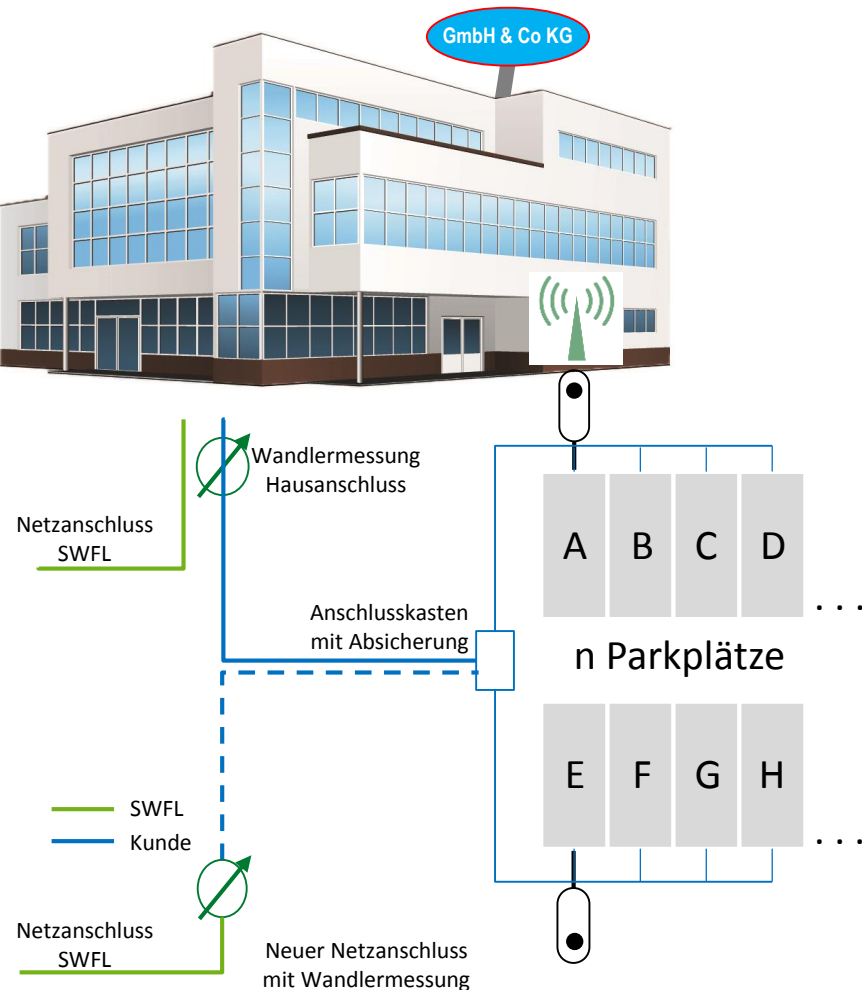 GmbH & Co KG
Wandlermessung
Hausanschluss
Netzanschluss
SWFL
A B C D
. . .
Anschlusskasten
mit Absicherung
n Parkplätze
E F G H
. . .
SWFL
Kunde
Netzanschluss
SWFL
Neuer Netzanschluss
mit Wandlermessung